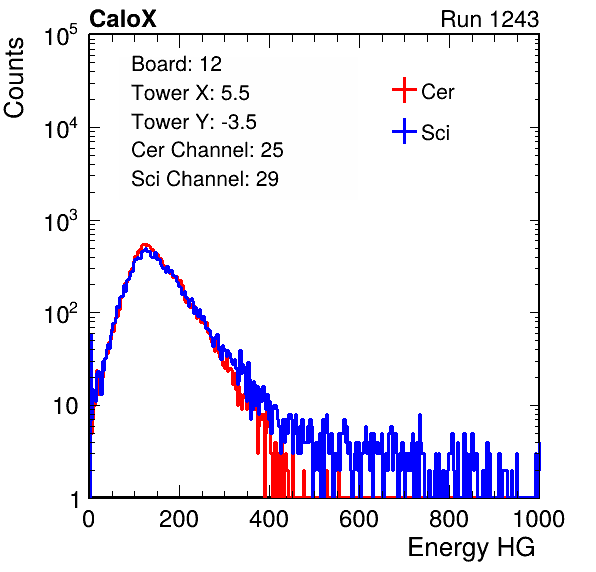 CaloX Run 1243
Counts
10^5
10^4
10^3
10^2
10
1
Board: 12
Tower X: 5.5
Tower Y: -3.5
Cer Channel: 25
Sci Channel: 29
Cer
Sci
0 200 400 600 800 1000
Energy HG